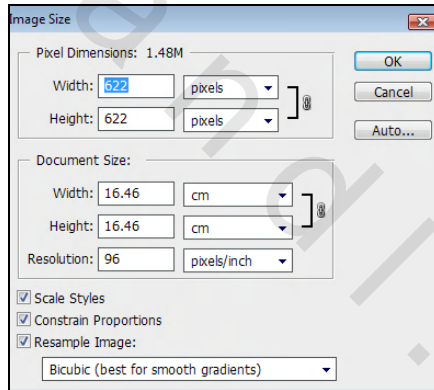 Image Size
Pixel Dimensions: 1.48M
OK
Width: 622 pixels
Cancel
Height: 622 pixels
Auto...
Document Size:
Width: 16.46 cm
Height: 16.46 cm
Resolution: 96 pixels/inch
Scale Styles
Constrain Proportions
Resample Image:
Bicubic (best for smooth gradients)